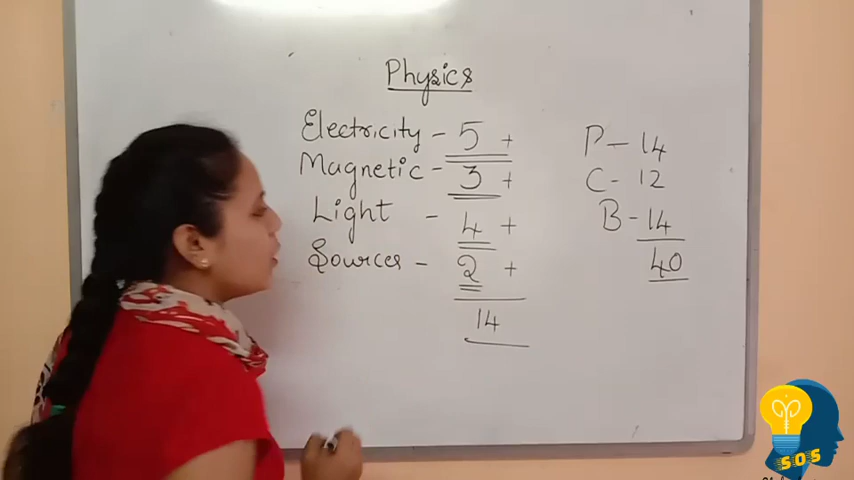 Physics
Electricity - 5 +
Magnetic - 3 +
Light - 4 +
Sources - 2 +
14
P - 14
C - 12
B - 14
40
SOS